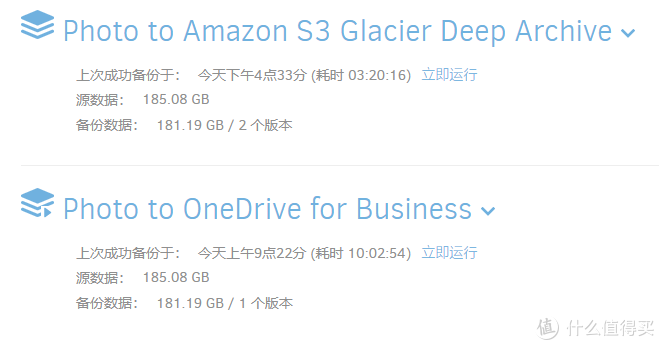 Photo to Amazon S3 Glacier Deep Archive
上次成功备份于： 今天下午4点33分 (耗时 03:20:16) 立即运行
源数据： 185.08 GB
备份数据： 181.19 GB / 2 个版本
Photo to OneDrive for Business
上次成功备份于： 今天上午9点22分 (耗时 10:02:54) 立即运行
源数据： 185.08 GB
备份数据： 181.19 GB / 1 个版本
值 什么值得买